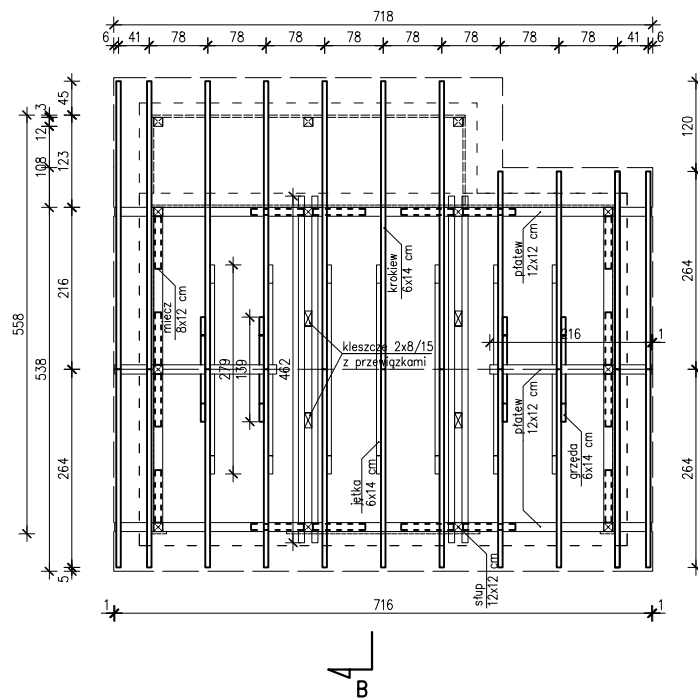 718
6 41 78 78 78 78 78 78 78 78 41 6
45
3
12
123
108
120
płatew
12x12 cm
krokiew
6x14 cm
miecz
8x12 cm
216
264
558
538
279
139
462
kleszcze 2x8/15
z przewiązkami
216
1
płatew
12x12 cm
grzęda
6x14 cm
jętka
6x14 cm
264
264
słup
12x12 cm
5
1 716 1
B